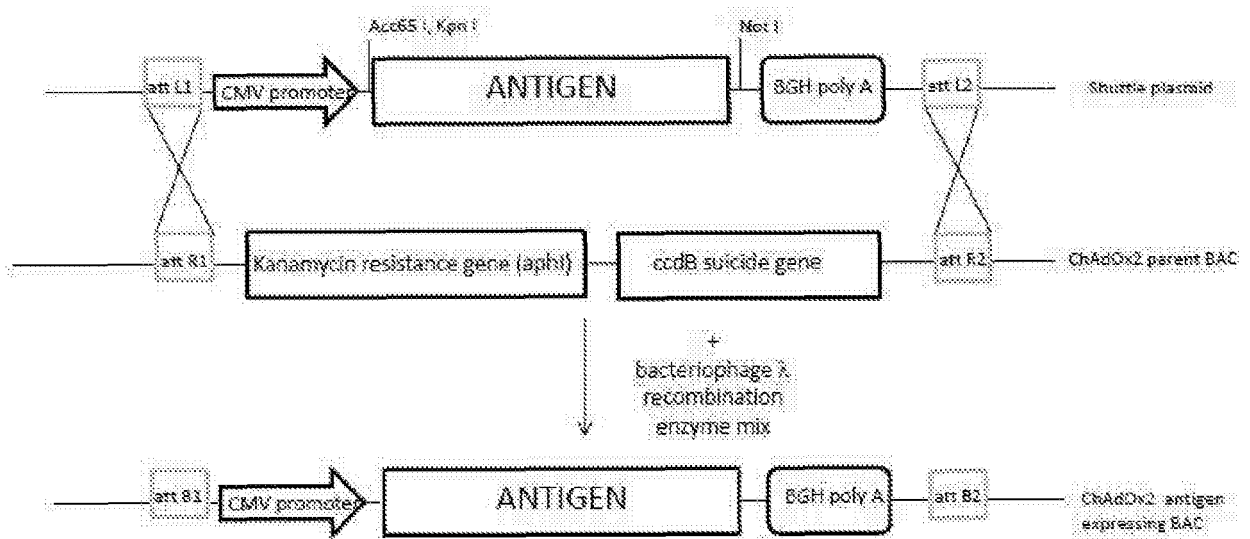 Acc65 I, Kpn I
Not I
att L1
CMV promoter
ANTIGEN
BGH poly A
att L2
Shuttle plasmid
att R1
Kanamycin resistance gene (aphI)
ccdB suicide gene
att R2
ChAdOx2 parent BAC
+
bacteriophage λ
recombination
enzyme mix
att B1
CMV promoter
ANTIGEN
BGH poly A
att B2
ChAdOx2 antigen
expressing BAC